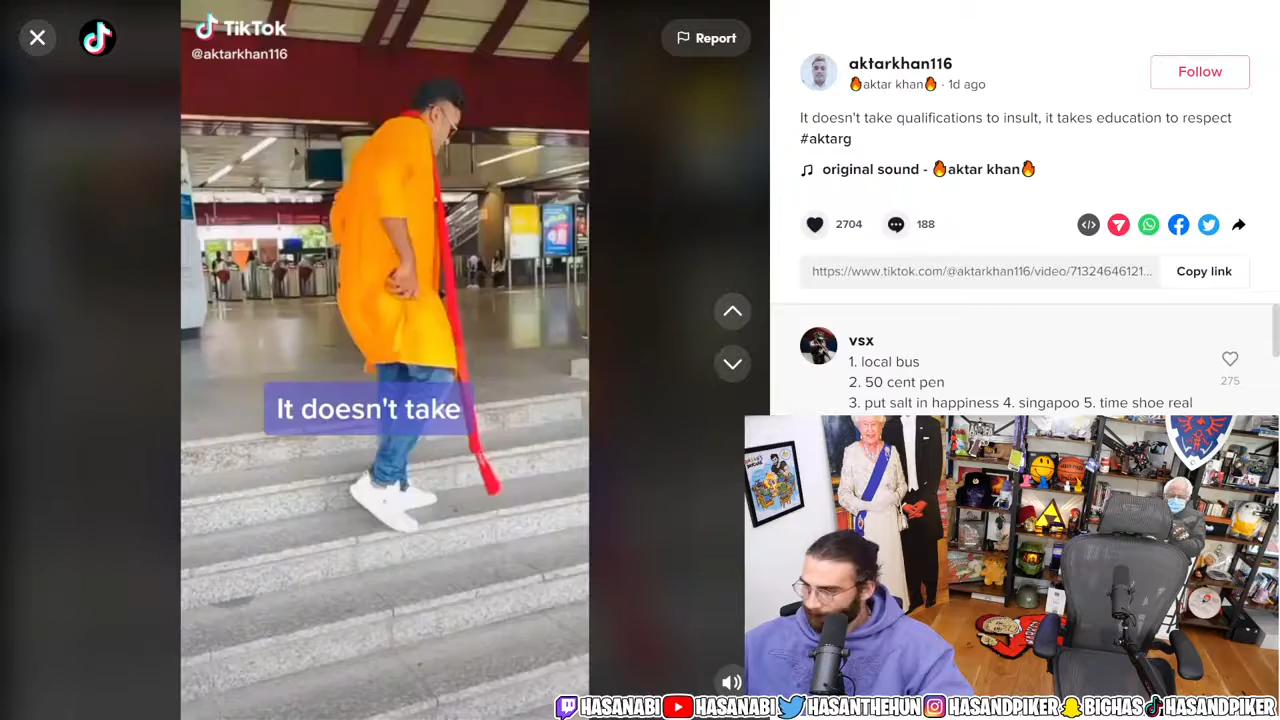 TikTok
@aktarkhan116
Report
It doesn't take
aktarkhan116
🔥aktar khan🔥 · 1d ago
Follow
It doesn't take qualifications to insult, it takes education to respect
#aktarg
original sound - 🔥aktar khan🔥
2704
188
https://www.tiktok.com/@aktarkhan116/video/71324646121...
Copy link
vsx
1. local bus
2. 50 cent pen
3. put salt in happiness 4. singapoo 5. time shoe real
275
HASANABI HASANABI HASANTHEHUN HASANDPIKER BIGHAS HASANDPIKER